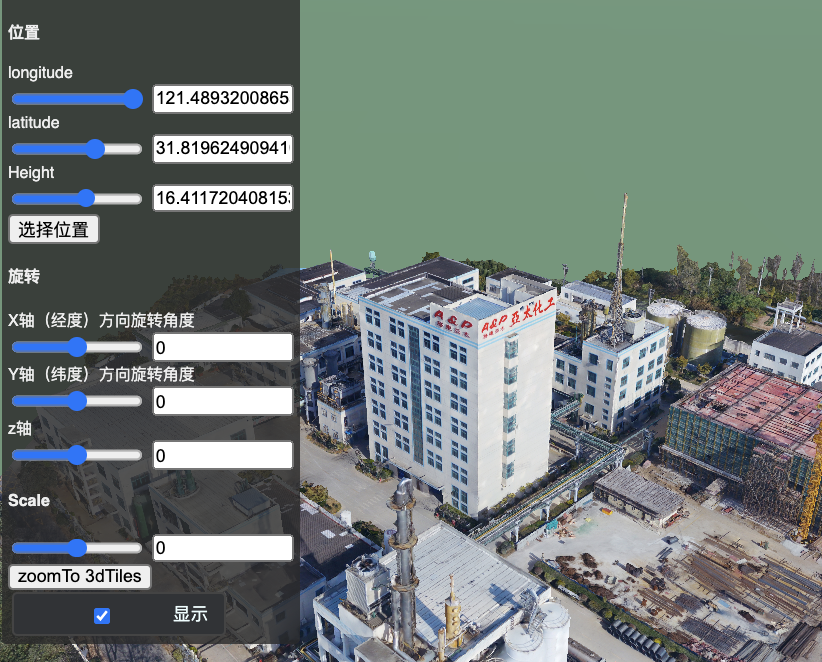 位置
longitude
121.4893200865
latitude
31.81962490941
Height
16.411720408153
选择位置
旋转
X轴（经度）方向旋转角度
0
Y轴（纬度）方向旋转角度
0
z轴
0
Scale
0
zoomTo 3dTiles
显示
A&P
A&P 亚太化工